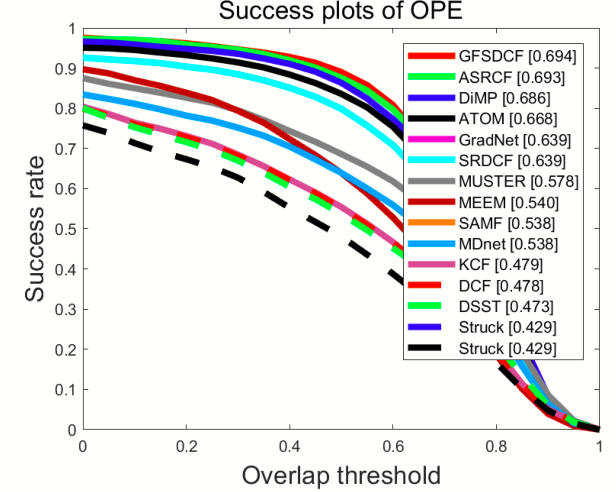 Success plots of OPE
1
0.9
0.8
0.7
0.6
0.5
0.4
0.3
0.2
0.1
0
Success rate
GFSDCF [0.694]
ASRCF [0.693]
DiMP [0.686]
ATOM [0.668]
GradNet [0.639]
SRDCF [0.639]
MUSTER [0.578]
MEEM [0.540]
SAMF [0.538]
MDnet [0.538]
KCF [0.479]
DCF [0.478]
DSST [0.473]
Struck [0.429]
Struck [0.429]
0 0.2 0.4 0.6 0.8 1
Overlap threshold